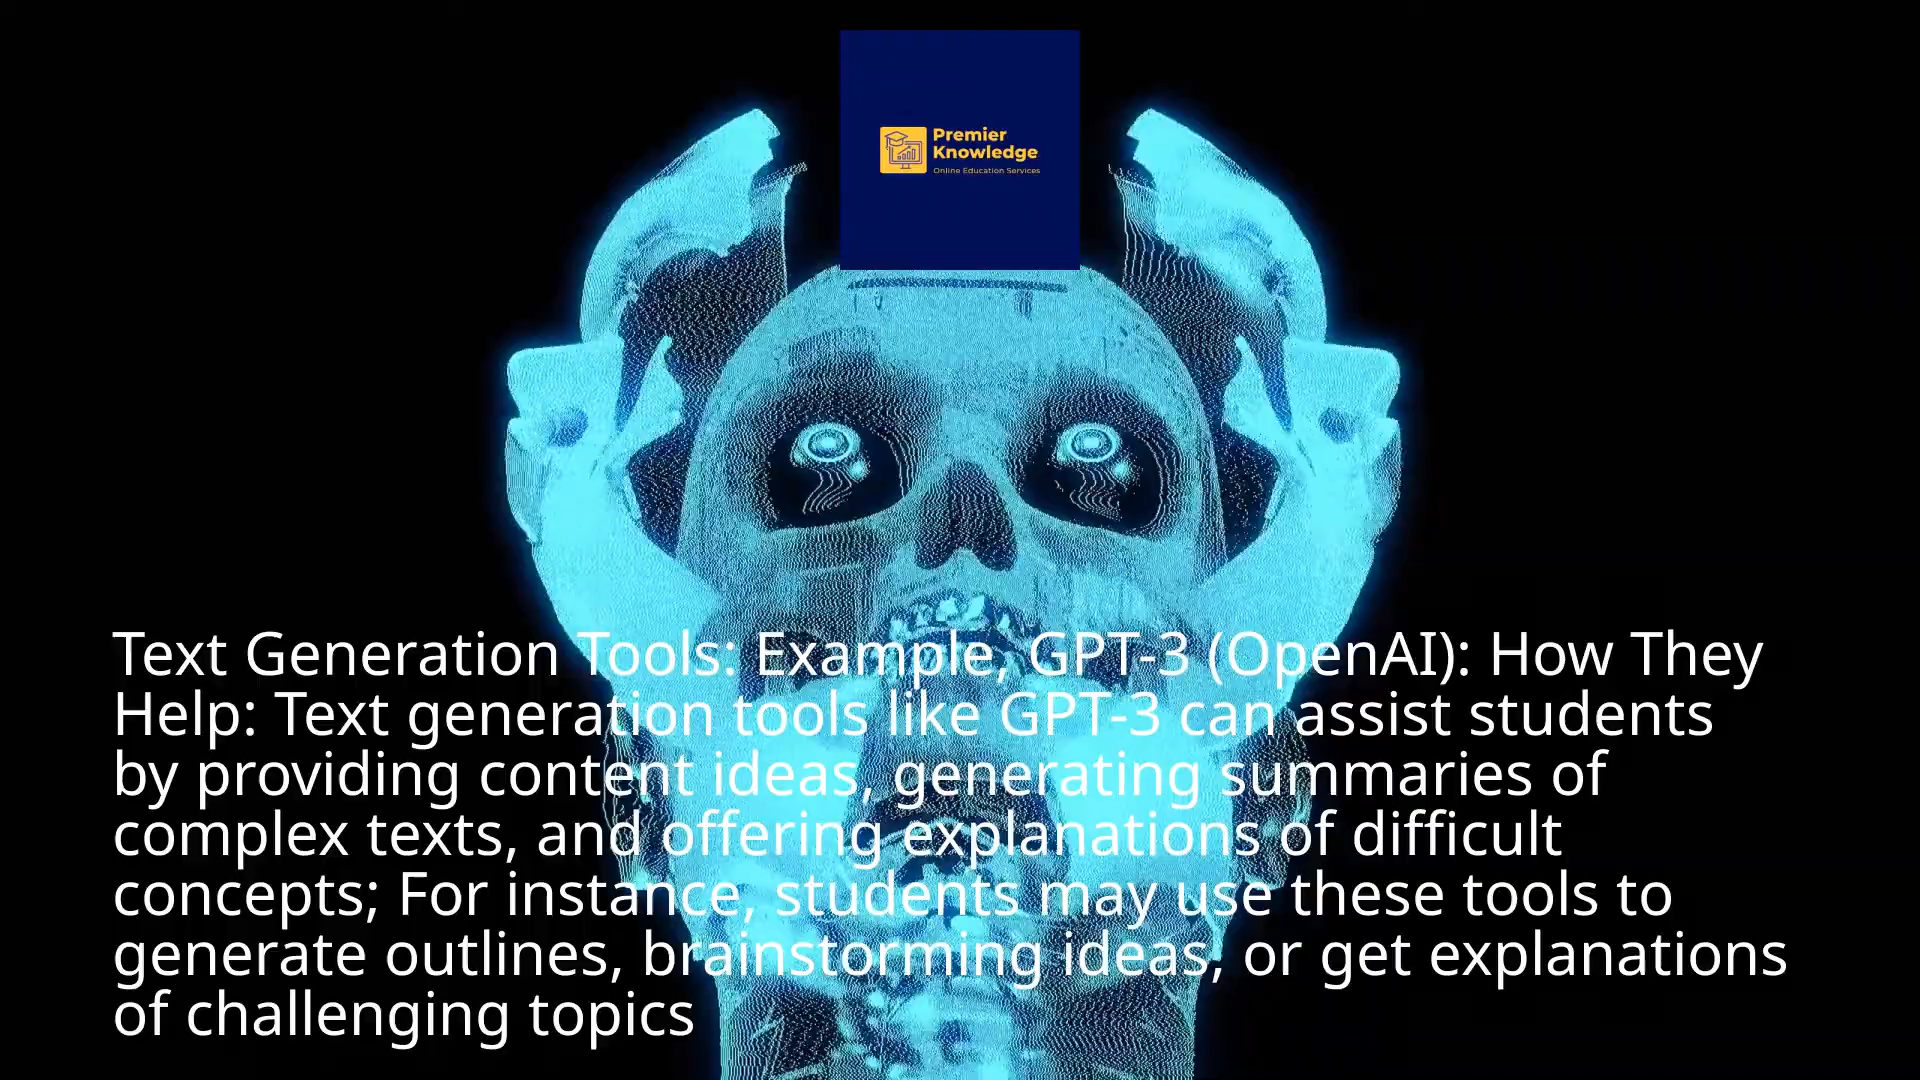 Premier
Knowledge
Online Education Services
Text Generation Tools: Example, GPT-3 (OpenAI): How They
Help: Text generation tools like GPT-3 can assist students
by providing content ideas, generating summaries of
complex texts, and offering explanations of difficult
concepts; For instance, students may use these tools to
generate outlines, brainstorming ideas, or get explanations
of challenging topics